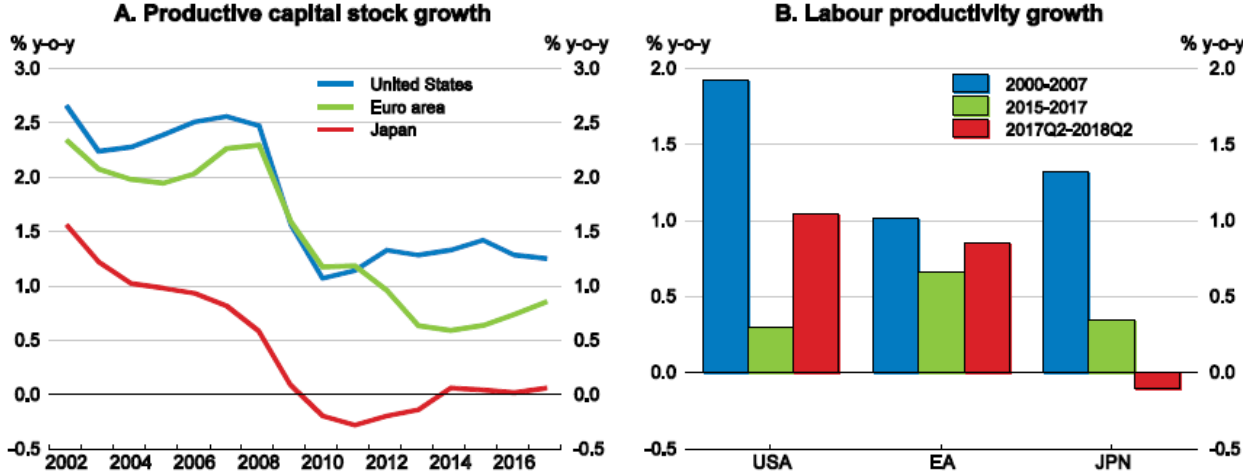 A. Productive capital stock growth
% y-o-y % y-o-y
3.0 3.0
United States
Euro area
Japan
2.5 2.5
2.0 2.0
1.5 1.5
1.0 1.0
0.5 0.5
0.0 0.0
-0.5 -0.5
2002 2004 2006 2008 2010 2012 2014 2016
B. Labour productivity growth
% y-o-y % y-o-y
2.0 2.0
2000-2007
2015-2017
2017Q2-2018Q2
1.5 1.5
1.0 1.0
0.5 0.5
0.0 0.0
-0.5 -0.5
USA EA JPN